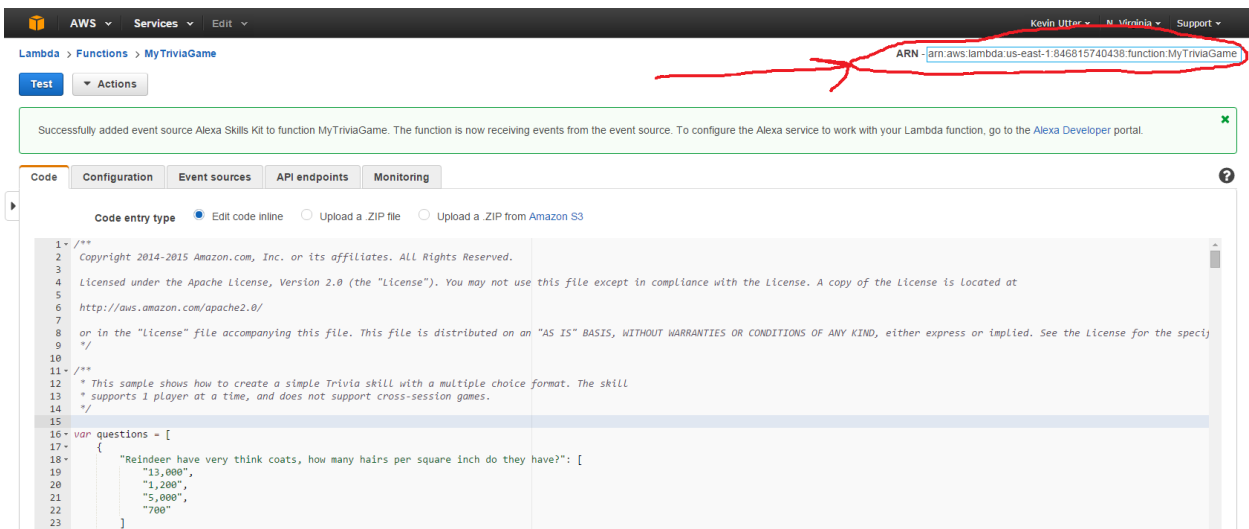 AWS Services Edit Kevin Utter N. Virginia Support
Lambda > Functions > MyTriviaGame ARN - arn:aws:lambda:us-east-1:846815740438:function:MyTriviaGame
Test Actions
Successfully added event source Alexa Skills Kit to function MyTriviaGame. The function is now receiving events from the event source. To configure the Alexa service to work with your Lambda function, go to the Alexa Developer portal.
Code Configuration Event sources API endpoints Monitoring
Code entry type Edit code inline Upload a .ZIP file Upload a .ZIP from Amazon S3
1 /**
2 Copyright 2014-2015 Amazon.com, Inc. or its affiliates. All Rights Reserved.
3
4 Licensed under the Apache License, Version 2.0 (the "License"). You may not use this file except in compliance with the License. A copy of the License is located at
5
6 http://aws.amazon.com/apache2.0/
7
8 or in the "license" file accompanying this file. This file is distributed on an "AS IS" BASIS, WITHOUT WARRANTIES OR CONDITIONS OF ANY KIND, either express or implied. See the License for the specif
9 */
10
11 /**
12 * This sample shows how to create a simple Trivia skill with a multiple choice format. The skill
13 * supports 1 player at a time, and does not support cross-session games.
14 */
15
16 var questions = [
17 {
18 "Reindeer have very think coats, how many hairs per square inch do they have?": [
19 "13,000",
20 "1,200",
21 "5,000",
22 "700"
23 ]